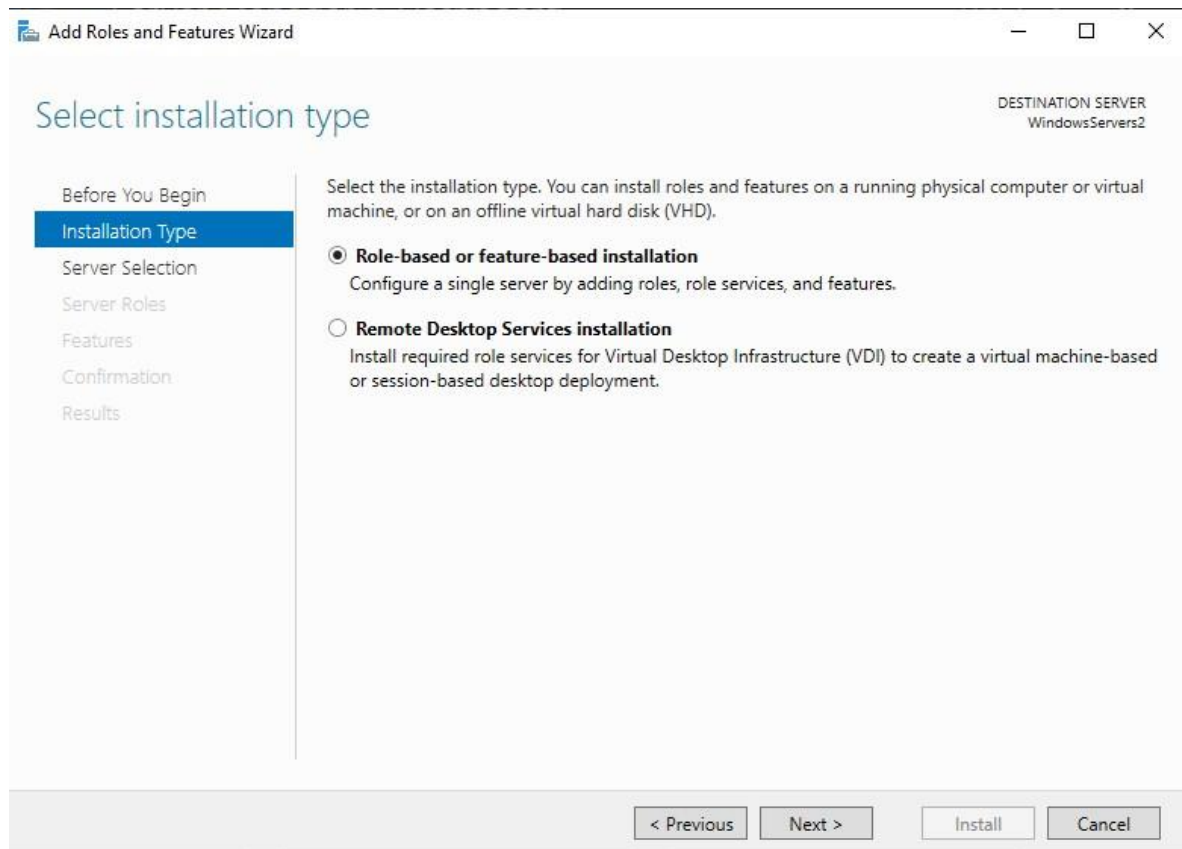 Add Roles and Features Wizard
Select installation type
DESTINATION SERVER
WindowsServers2
Before You Begin
Installation Type
Server Selection
Server Roles
Features
Confirmation
Results
Select the installation type. You can install roles and features on a running physical computer or virtual
machine, or on an offline virtual hard disk (VHD).
Role-based or feature-based installation
Configure a single server by adding roles, role services, and features.
Remote Desktop Services installation
Install required role services for Virtual Desktop Infrastructure (VDI) to create a virtual machine-based
or session-based desktop deployment.
< Previous
Next >
Install
Cancel